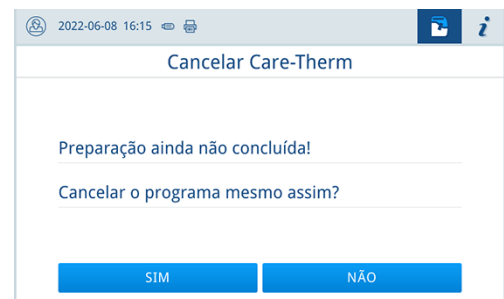 2022-06-08 16:15
i
Cancelar Care-Therm
Preparação ainda não concluída!
Cancelar o programa mesmo assim?
SIM
NÃO